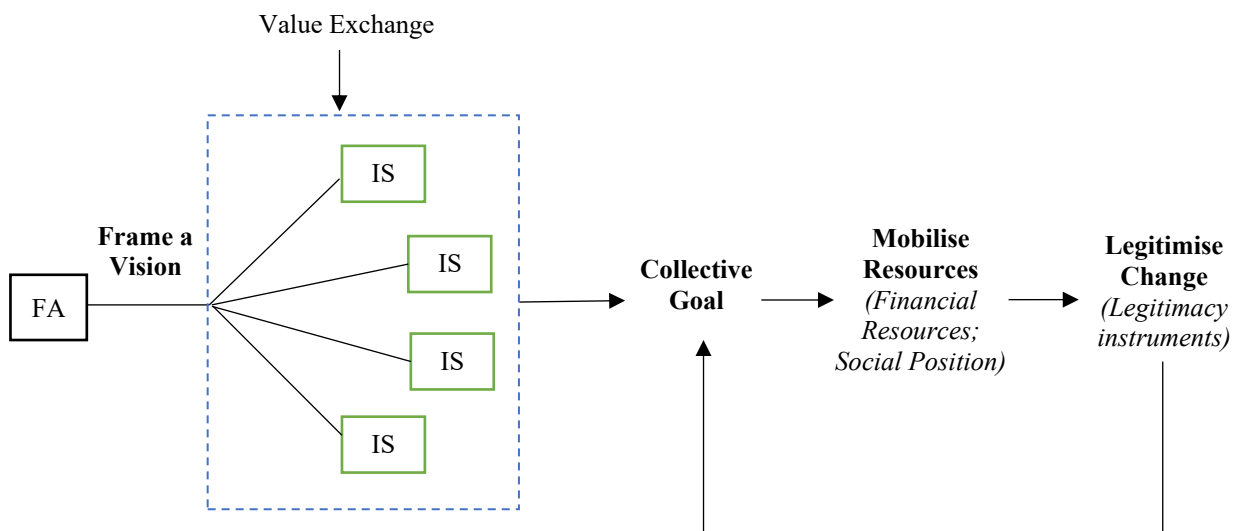 Value Exchange
IS
Frame a
Vision
FA
IS
IS
IS
Collective
Goal
Mobilise
Resources
(Financial
Resources;
Social Position)
Legitimise
Change
(Legitimacy
instruments)